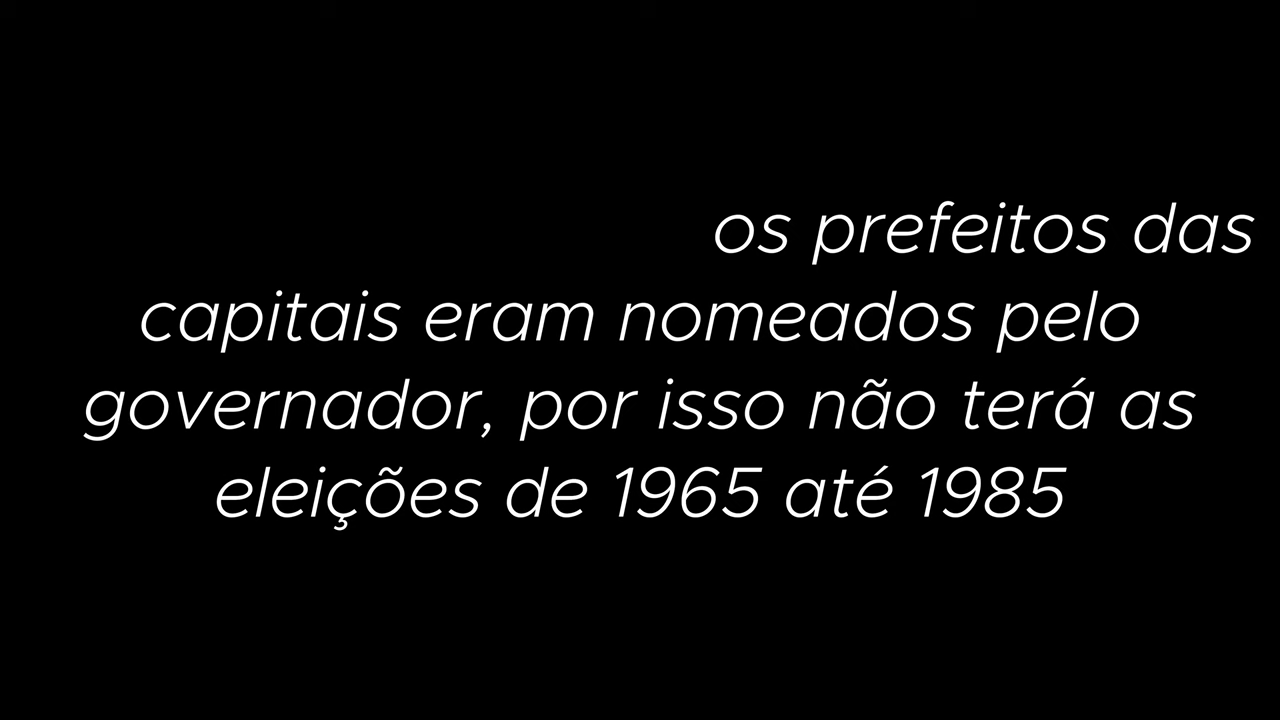 os prefeitos das
capitais eram nomeados pelo
governador, por isso não terá as
eleições de 1965 até 1985